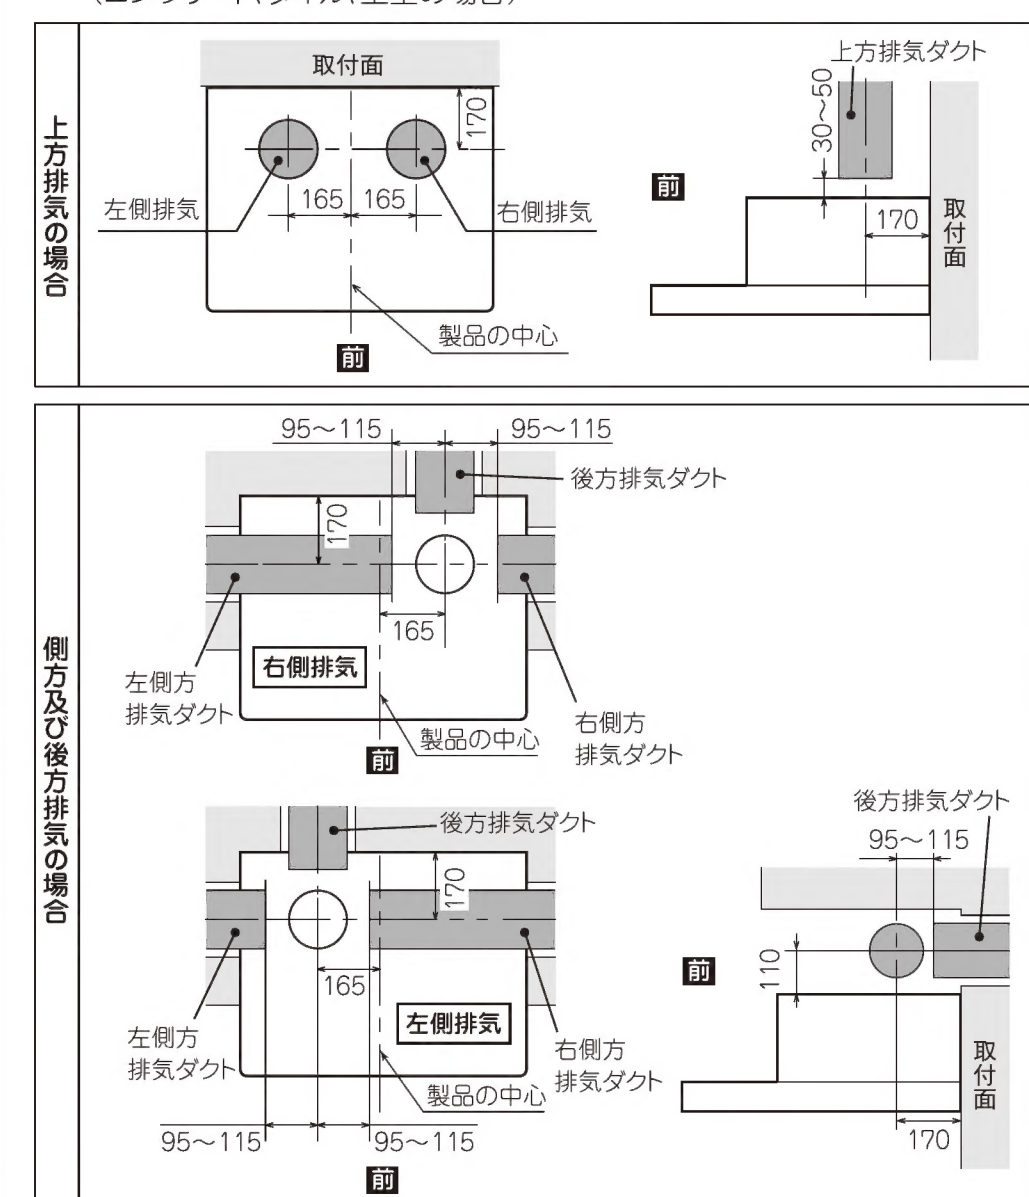 上方排気の場合
取付面
170
左側排気
165
165
右側排気
製品の中心
前
上方排気ダクト
30～50
前
170
取付面
側方及び後方排気の場合
95～115
95～115
後方排気ダクト
170
165
右側排気
左側方
排気ダクト
製品の中心
前
右側方
排気ダクト
後方排気ダクト
170
165
左側排気
左側方
排気ダクト
製品の中心
右側方
排気ダクト
95～115
95～115
前
後方排気ダクト
95～115
前
110
取付面
170